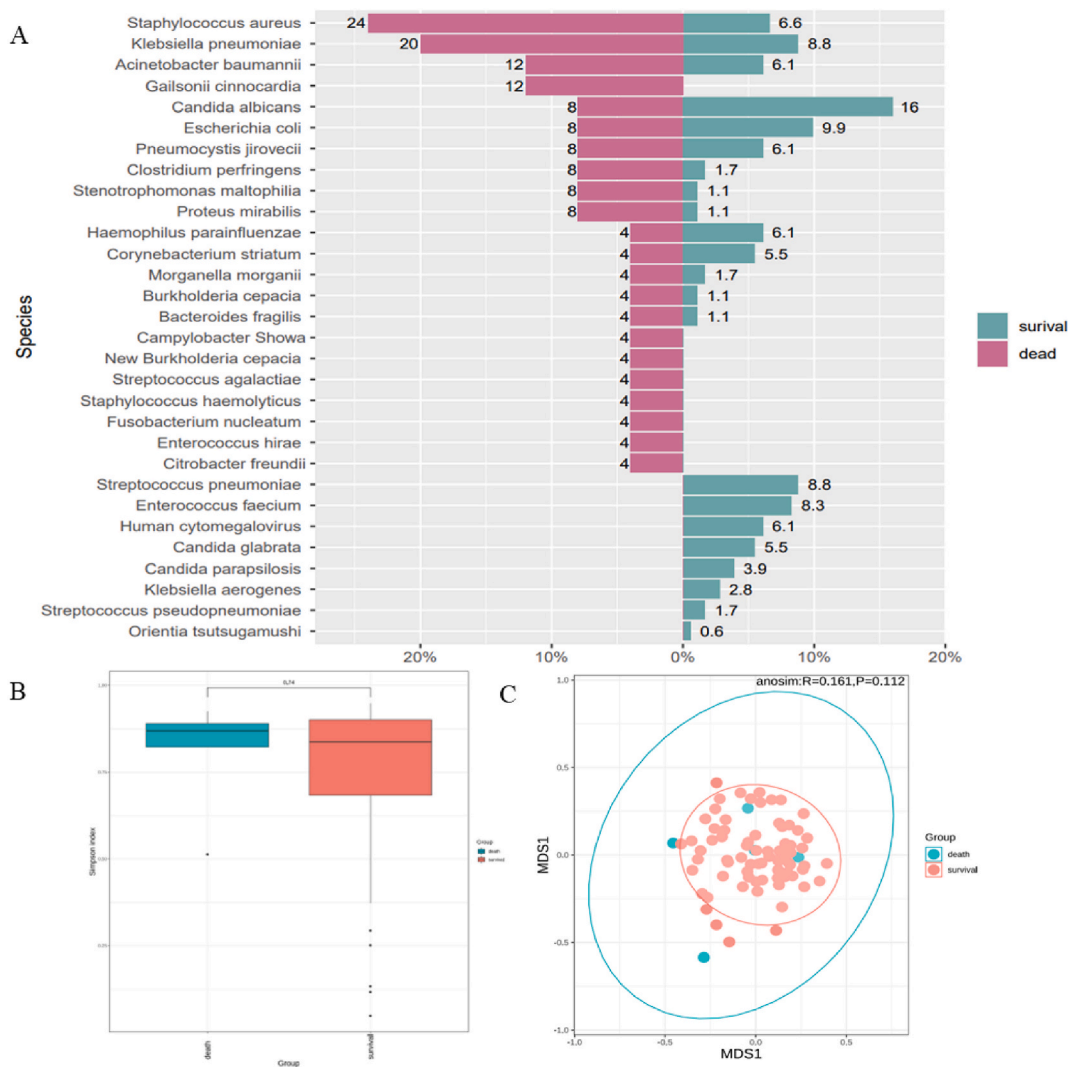 A
Species
Staphylococcus aureus 24 6.6
Klebsiella pneumoniae 20 8.8
Acinetobacter baumannii 12 6.1
Gailsonii cinnocardia 12
Candida albicans 8 16
Escherichia coli 8 9.9
Pneumocystis jirovecii 8 6.1
Clostridium perfringens 8 1.7
Stenotrophomonas maltophilia 8 1.1
Proteus mirabilis 8 1.1
Haemophilus parainfluenzae 4 6.1
Corynebacterium striatum 4 5.5
Morganella morganii 4 1.7
Burkholderia cepacia 4 1.1
Bacteroides fragilis 4 1.1
Campylobacter Showa 4
New Burkholderia cepacia 4
Streptococcus agalactiae 4
Staphylococcus haemolyticus 4
Fusobacterium nucleatum 4
Enterococcus hirae 4
Citrobacter freundii 4
Streptococcus pneumoniae 8.8
Enterococcus faecium 8.3
Human cytomegalovirus 6.1
Candida glabrata 5.5
Candida parapsilosis 3.9
Klebsiella aerogenes 2.8
Streptococcus pseudopneumoniae 1.7
Orientia tsutsugamushi 0.6
20% 10% 0% 10% 20%
surival
dead
B
Simpson index
1.00
0.74
death
survival
Group
Group
death
survival
C
anosim:R=0.161,P=0.112
MDS1
1.0
0.5
0.0
-0.5
-1.0
-1.0 -0.5 0.0 0.5
MDS1
Group
death
survival